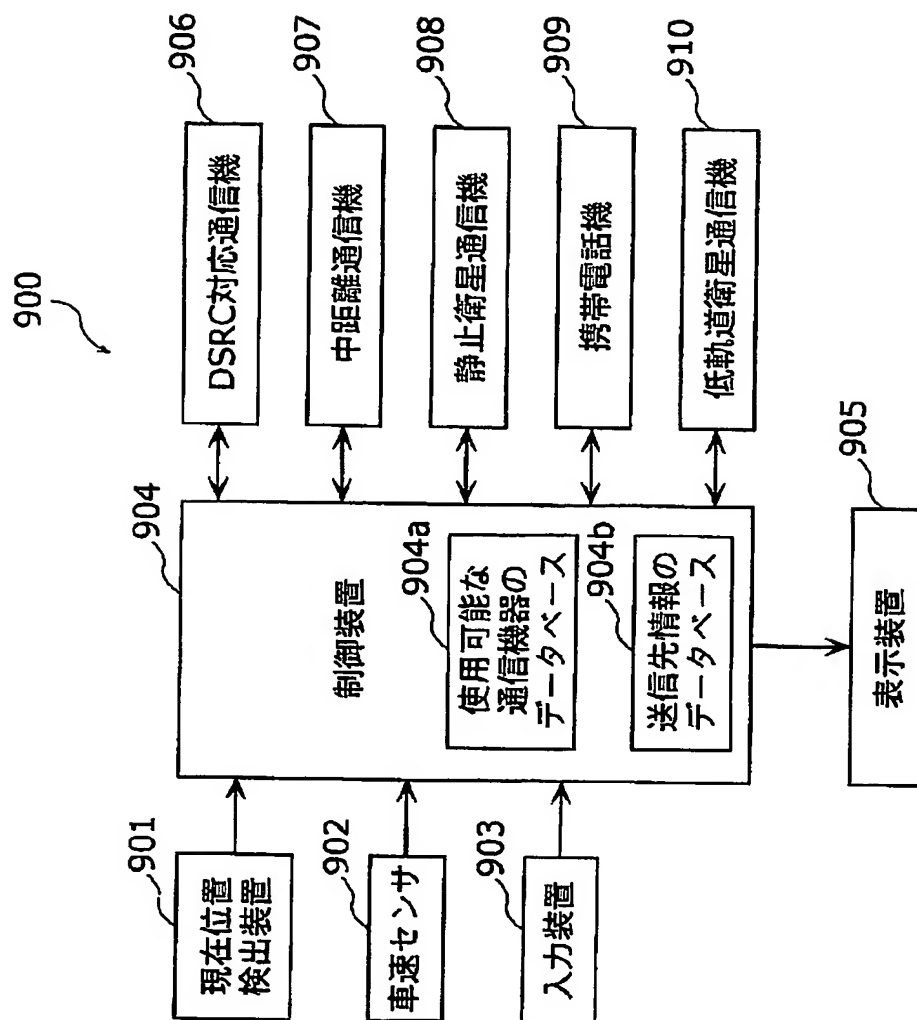 900
901
現在位置
検出装置
902
車速センサ
903
入力装置
904
制御装置
904a
使用可能な
通信機器の
データベース
904b
送信先情報の
データベース
905
表示装置
906
DSRC対応通信機
907
中距離通信機
908
静止衛星通信機
909
携帯電話機
910
低軌道衛星通信機